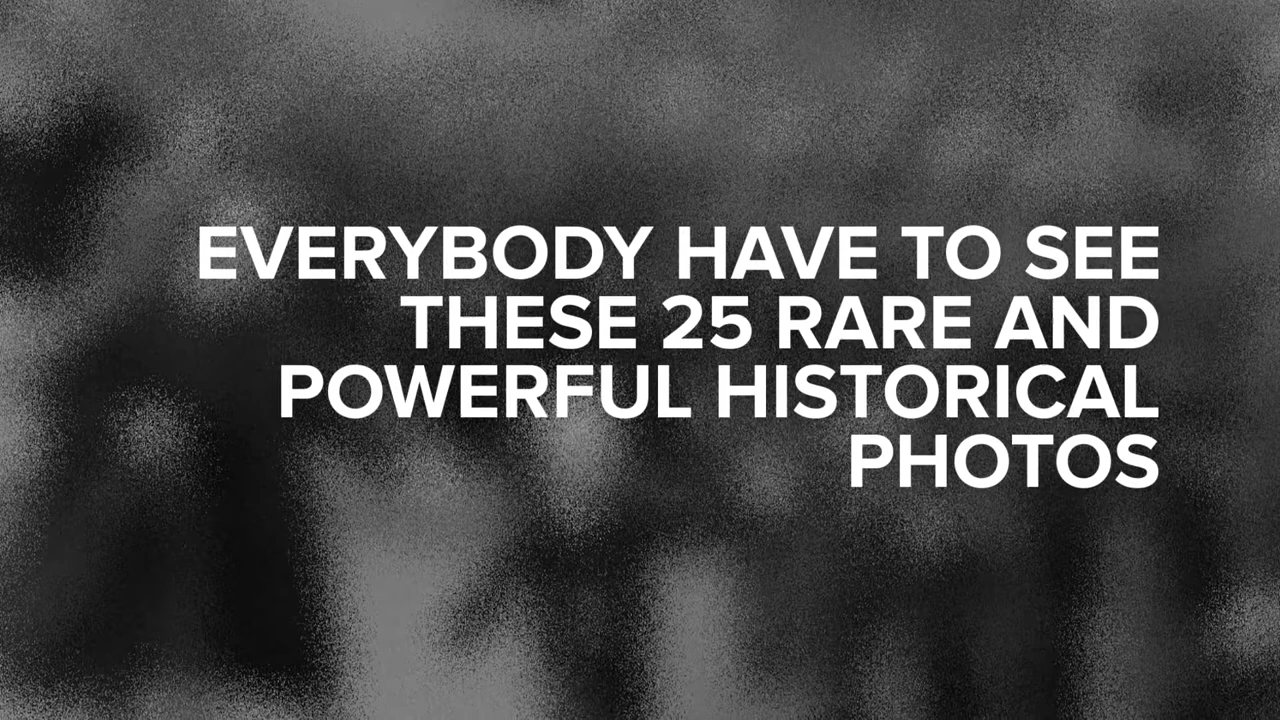 EVERYBODY HAVE TO SEE
THESE 25 RARE AND
POWERFUL HISTORICAL
PHOTOS